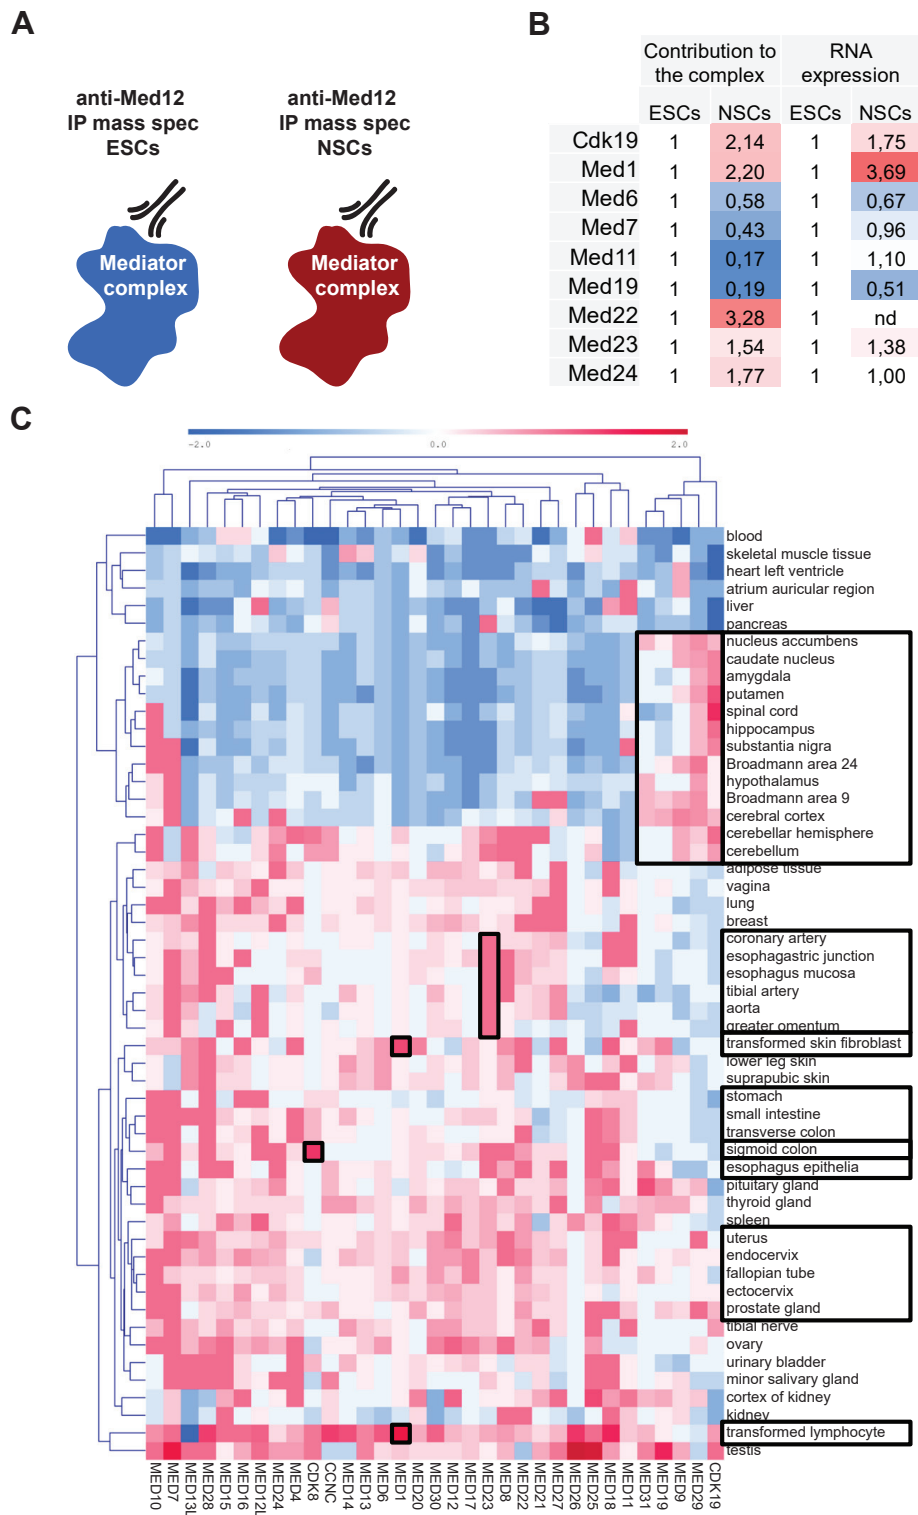 A
anti-Med12
IP mass spec
ESCs
anti-Med12
IP mass spec
NSCs
Mediator
complex
Mediator
complex
B
Contribution to
the complex
RNA
expression
ESCs NSCs ESCs NSCs
Cdk19 1 2,14 1 1,75
Med1 1 2,20 1 3,69
Med6 1 0,58 1 0,67
Med7 1 0,43 1 0,96
Med11 1 0,17 1 1,10
Med19 1 0,19 1 0,51
Med22 1 3,28 1 nd
Med23 1 1,54 1 1,38
Med24 1 1,77 1 1,00
C
-2.0 0.0 2.0
blood
skeletal muscle tissue
heart left ventricle
atrium auricular region
liver
pancreas
nucleus accumbens
caudate nucleus
amygdala
putamen
spinal cord
hippocampus
substantia nigra
Broadmann area 24
hypothalamus
Broadmann area 9
cerebral cortex
cerebellar hemisphere
cerebellum
adipose tissue
vagina
lung
breast
coronary artery
esophagastric junction
esophagus mucosa
tibial artery
aorta
greater omentum
transformed skin fibroblast
lower leg skin
suprapubic skin
stomach
small intestine
transverse colon
sigmoid colon
esophagus epithelia
pituitary gland
thyroid gland
spleen
uterus
endocervix
fallopian tube
ectocervix
prostate gland
tibial nerve
ovary
urinary bladder
minor salivary gland
cortex of kidney
kidney
transformed lymphocyte
testis
MED10
MED7
MED13L
MED28
MED15
MED16
MED12L
MED24
MED4
CDK8
CCNC
MED14
MED13
MED6
MED1
MED20
MED30
MED12
MED17
MED23
MED8
MED22
MED21
MED27
MED26
MED25
MED18
MED11
MED31
MED19
MED9
MED29
CDK19